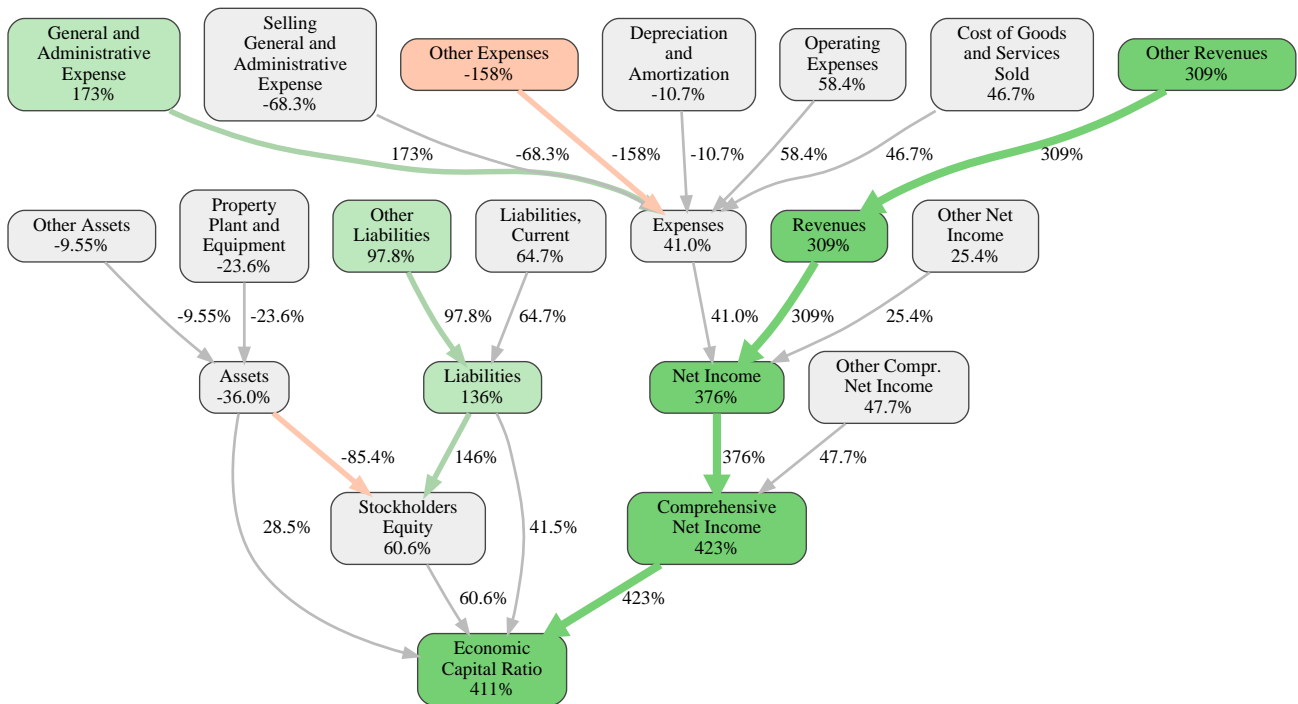 General and
Administrative
Expense
173%
Selling
General and
Administrative
Expense
-68.3%
Other Expenses
-158%
Depreciation
and
Amortization
-10.7%
Operating
Expenses
58.4%
Cost of Goods
and Services
Sold
46.7%
Other Revenues
309%
173%
-68.3%
-158%
-10.7%
58.4%
46.7%
309%
Other Assets
-9.55%
Property
Plant and
Equipment
-23.6%
Other
Liabilities
97.8%
Liabilities,
Current
64.7%
Expenses
41.0%
Revenues
309%
Other Net
Income
25.4%
-9.55%
-23.6%
97.8%
64.7%
41.0%
309%
25.4%
Assets
-36.0%
Liabilities
136%
Net Income
376%
Other Compr.
Net Income
47.7%
-85.4%
146%
376%
47.7%
Stockholders
Equity
60.6%
Comprehensive
Net Income
423%
28.5%
41.5%
60.6%
423%
Economic
Capital Ratio
411%